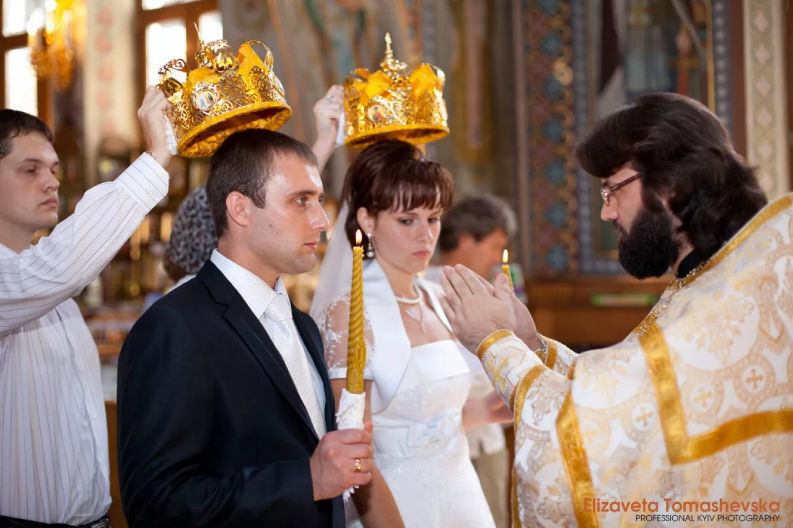 Elizaveta Tomashevska
PROFESSIONAL KYIV PHOTOGRAPHY